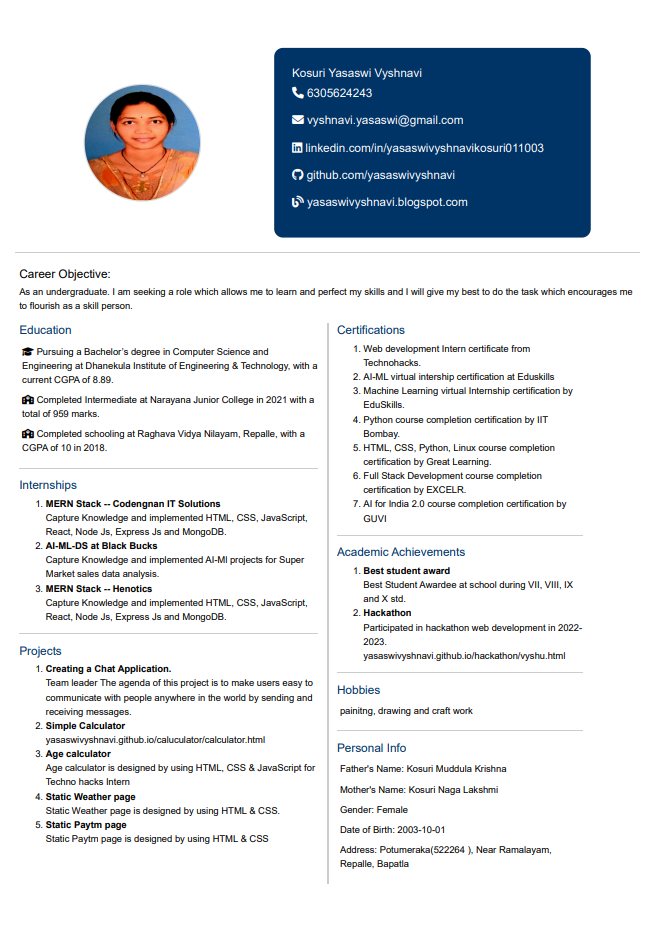 Kosuri Yasaswi Vyshnavi
6305624243
vyshnavi.yasaswi@gmail.com
linkedin.com/in/yasaswivyshnavikosuri011003
github.com/yasaswivyshnavi
yasaswivyshnavi.blogspot.com
Career Objective:
As an undergraduate. I am seeking a role which allows me to learn and perfect my skills and I will give my best to do the task which encourages me
to flourish as a skill person.
Education
Pursuing a Bachelor's degree in Computer Science and
Engineering at Dhanekula Institute of Engineering & Technology, with a
current CGPA of 8.89.
Completed Intermediate at Narayana Junior College in 2021 with a
total of 959 marks.
Completed schooling at Raghava Vidya Nilayam, Repalle, with a
CGPA of 10 in 2018.
Internships
1. MERN Stack -- Codengnan IT Solutions
Capture Knowledge and implemented HTML, CSS, JavaScript,
React, Node Js, Express Js and MongoDB.
2. AI-ML-DS at Black Bucks
Capture Knowledge and implemented AI-Ml projects for Super
Market sales data analysis.
3. MERN Stack -- Henotics
Capture Knowledge and implemented HTML, CSS, JavaScript,
React, Node Js, Express Js and MongoDB.
Projects
1. Creating a Chat Application.
Team leader The agenda of this project is to make users easy to
communicate with people anywhere in the world by sending and
receiving messages.
2. Simple Calculator
yasaswivyshnavi.github.io/caluculator/calculator.html
3. Age calculator
Age calculator is designed by using HTML, CSS & JavaScript for
Techno hacks Intern
4. Static Weather page
Static Weather page is designed by using HTML & CSS.
5. Static Paytm page
Static Paytm page is designed by using HTML & CSS
Certifications
1. Web development Intern certificate from
Technohacks.
2. AI-ML virtual intership certification at Eduskills
3. Machine Learning virtual Internship certification by
EduSkills.
4. Python course completion certification by IIT
Bombay.
5. HTML, CSS, Python, Linux course completion
certification by Great Learning.
6. Full Stack Development course completion
certification by EXCELR.
7. AI for India 2.0 course completion certification by
GUVI
Academic Achievements
1. Best student award
Best Student Awardee at school during VII, VIII, IX
and X std.
2. Hackathon
Participated in hackathon web development in 2022-
2023.
yasaswivyshnavi.github.io/hackathon/vyshu.html
Hobbies
painitng, drawing and craft work
Personal Info
Father's Name: Kosuri Muddula Krishna
Mother's Name: Kosuri Naga Lakshmi
Gender: Female
Date of Birth: 2003-10-01
Address: Potumeraka(522264 ), Near Ramalayam,
Repalle, Bapatla